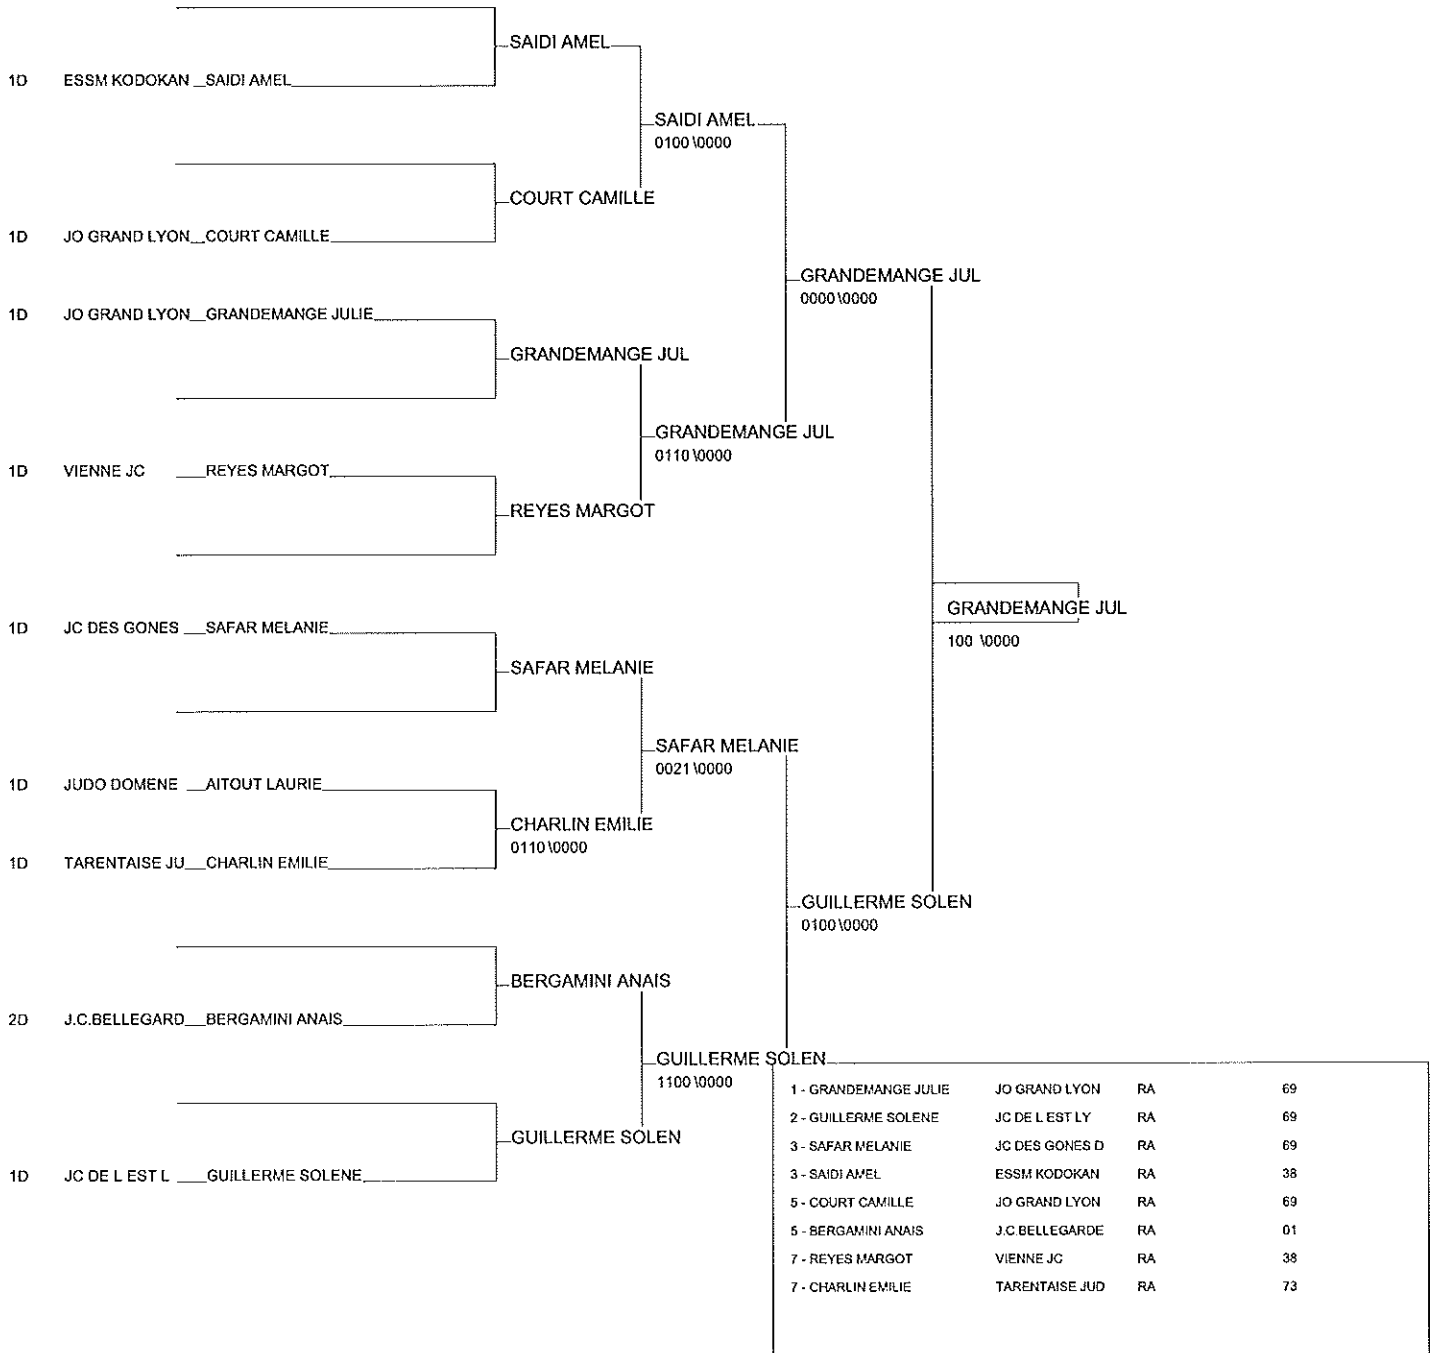 SAIDI AMEL
1D ESSM KODOKAN SAIDI AMEL
SAIDI AMEL
0100\0000
COURT CAMILLE
1D JO GRAND LYON COURT CAMILLE
GRANDEMANGE JUL
0000\0000
1D JO GRAND LYON GRANDEMANGE JULIE
GRANDEMANGE JUL
GRANDEMANGE JUL
0110\0000
1D VIENNE JC REYES MARGOT
REYES MARGOT
GRANDEMANGE JUL
100 \0000
1D JC DES GONES SAFAR MELANIE
SAFAR MELANIE
SAFAR MELANIE
0021\0000
1D JUDO DOMENE AITOUT LAURIE
CHARLIN EMILIE
0110\0000
1D TARENTAISE JU CHARLIN EMILIE
GUILLERME SOLEN
0100\0000
BERGAMINI ANAIS
2D J.C.BELLEGARD BERGAMINI ANAIS
GUILLERME SOLEN
1100\0000
GUILLERME SOLEN
1D JC DE L EST L GUILLERME SOLENE
1 - GRANDEMANGE JULIE JO GRAND LYON RA 69
2 - GUILLERME SOLENE JC DE L EST LY RA 69
3 - SAFAR MELANIE JC DES GONES D RA 69
3 - SAIDI AMEL ESSM KODOKAN RA 38
5 - COURT CAMILLE JO GRAND LYON RA 69
5 - BERGAMINI ANAIS J.C.BELLEGARDE RA 01
7 - REYES MARGOT VIENNE JC RA 38
7 - CHARLIN EMILIE TARENTAISE JUD RA 73